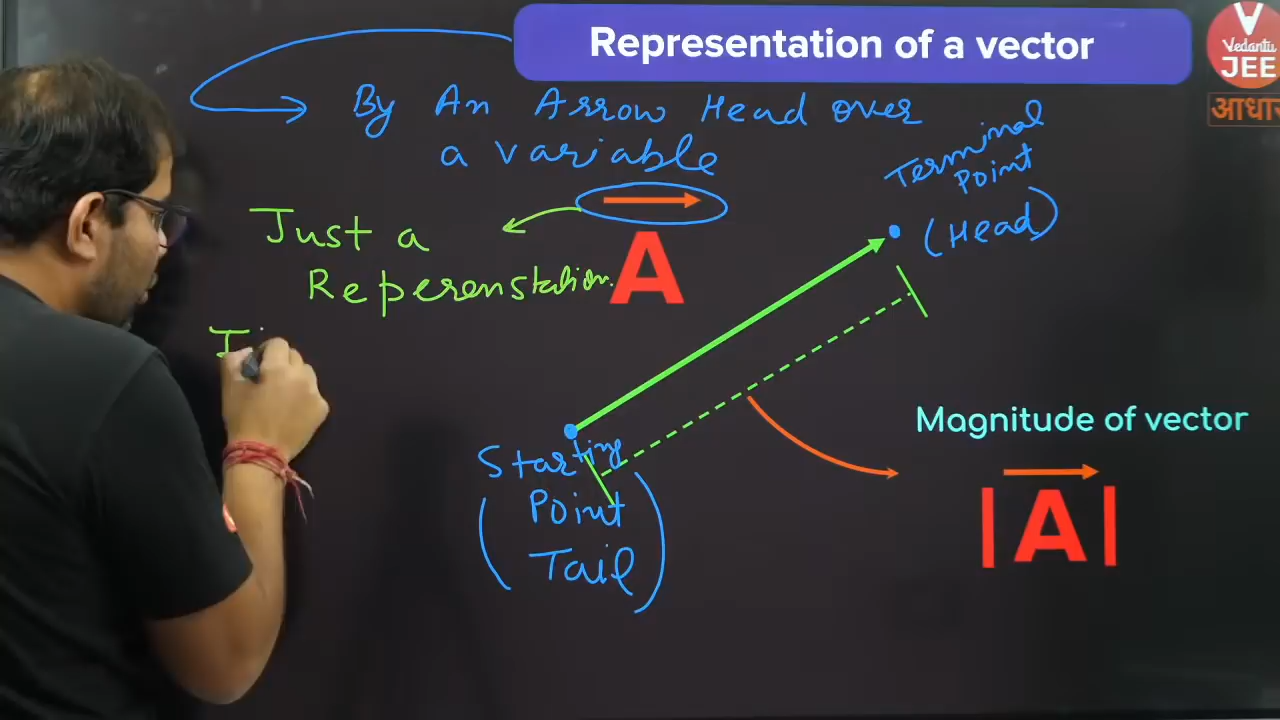 Representation of a vector
Vedantu
JEE
By An Arrow Head over
a variable
Terminal
Point
(Head)
Just a
Reperenstation.
A
Starting
Point
Tail
Magnitude of vector
|A|